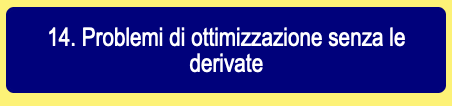 14. Problemi di ottimizzazione senza le
derivate